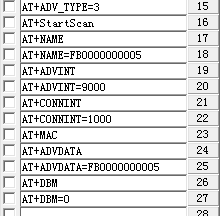 AT+ADV_TYPE=3 15
AT+StartScan 16
AT+NAME 17
AT+NAME=FB0000000005 18
AT+ADVINT 19
AT+ADVINT=9000 20
AT+CONNINT 21
AT+CONNINT=1000 22
AT+MAC 23
AT+ADVDATA 24
AT+ADVDATA=FB0000000005 25
AT+DBM 26
AT+DBM=0 27
28